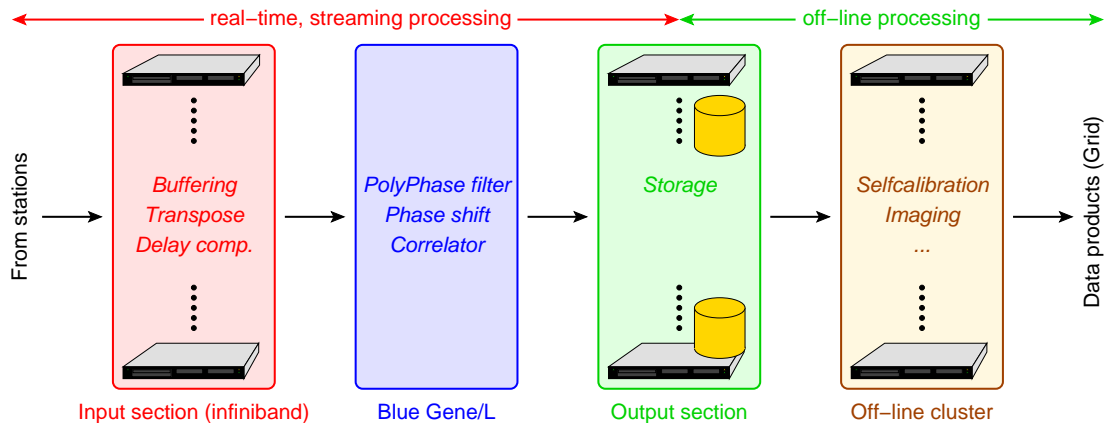 real−time, streaming processing
off−line processing
From stations
Buffering
Transpose
Delay comp.
PolyPhase filter
Phase shift
Correlator
Storage
Selfcalibration
Imaging
...
Data products (Grid)
Input section (infiniband)
Blue Gene/L
Output section
Off−line cluster